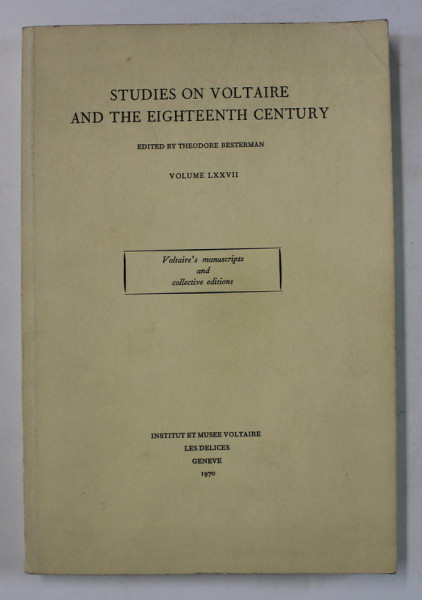 STUDIES ON VOLTAIRE
AND THE EIGHTEENTH CENTURY
EDITED BY THEODORE BESTERMAN
VOLUME LXXVII
Voltaire's manuscripts
and
collective editions
INSTITUT ET MUSEE VOLTAIRE
LES DELICES
GENEVE
1970